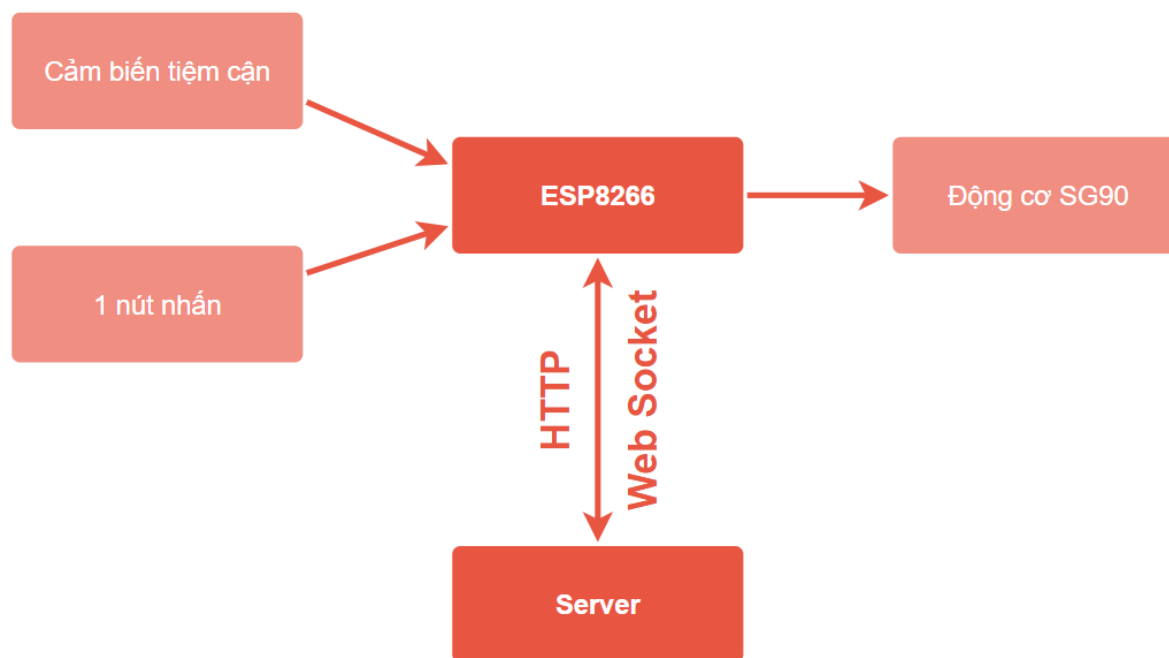 Cảm biến tiệm cận
ESP8266
Động cơ SG90
1 nút nhấn
HTTP
Web Socket
Server